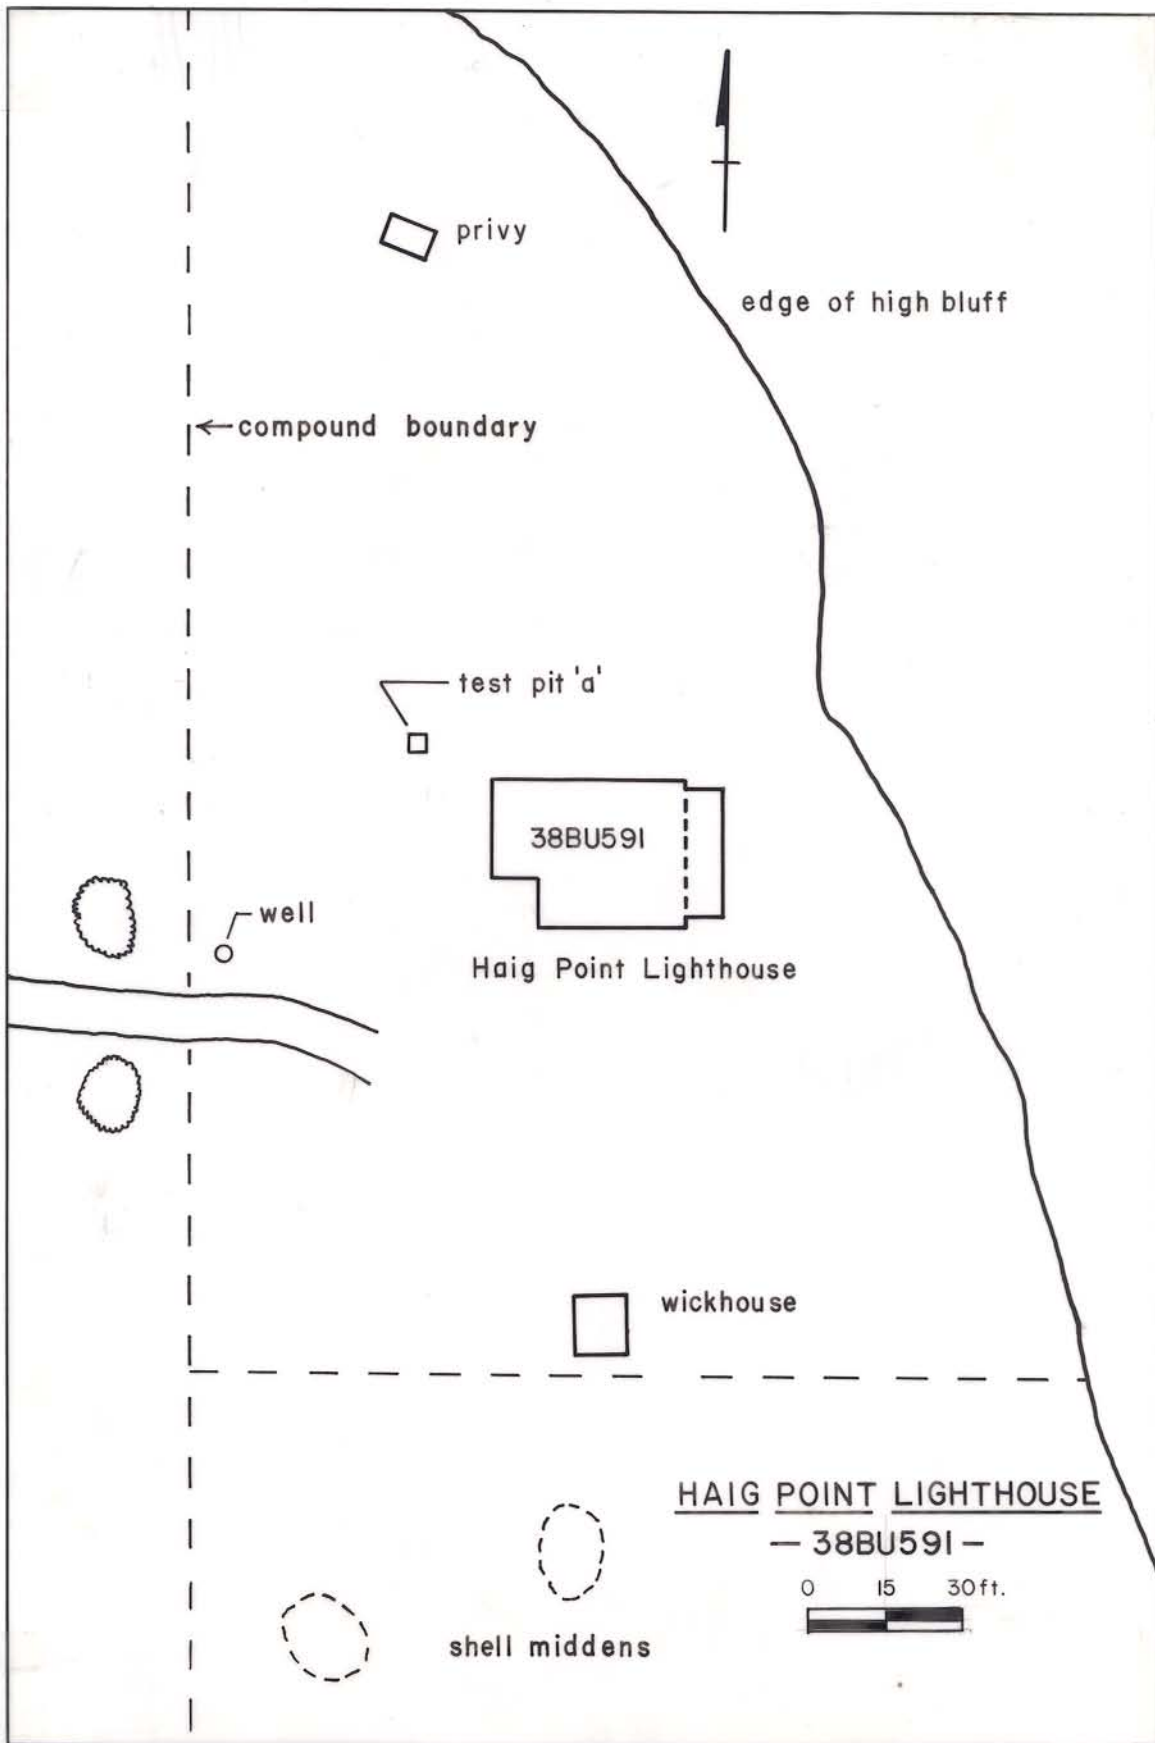 privy
edge of high bluff
←compound boundary
test pit 'a'
38BU591
well
Haig Point Lighthouse
wickhouse
HAIG POINT LIGHTHOUSE
— 38BU591 —
0 15 30ft.
shell middens